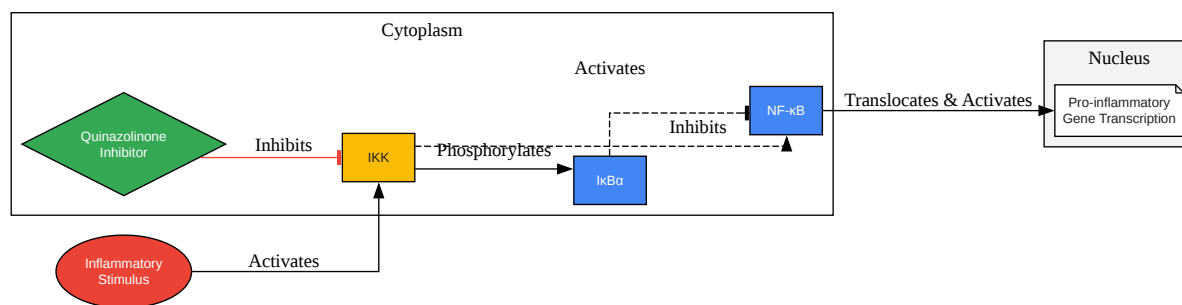 Cytoplasm
Nucleus
Activates
Translocates & Activates
NF-κB
Pro-inflammatory
Gene Transcription
Inhibits
Quinazolinone
Inhibitor
Inhibits
IKK
Phosphorylates
IκBα
Inflammatory
Stimulus
Activates